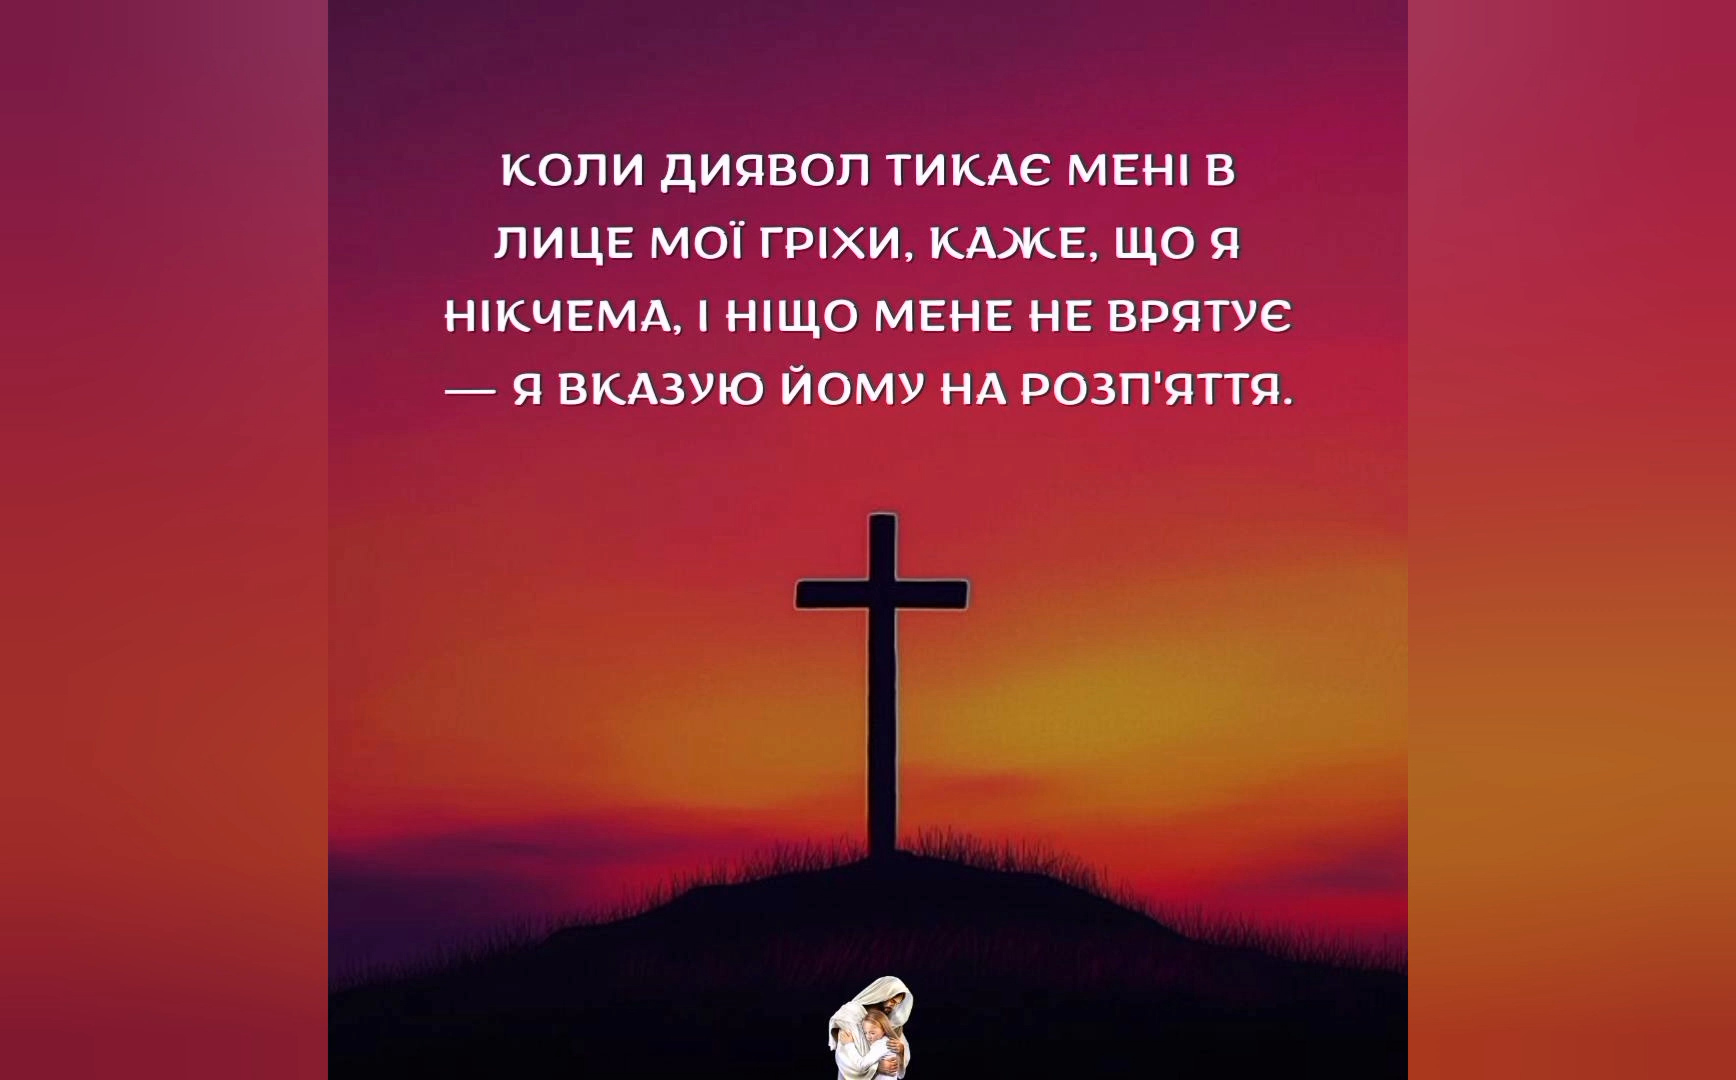 КОЛИ ДИЯВОЛ ТИКАЄ МЕНІ В
ЛИЦЕ МОЇ ГРІХИ, КАЖЕ, ЩО Я
НІКЧЕМА, І НІЩО МЕНЕ НЕ ВРЯТУЄ
— Я ВКАЗУЮ ЙОМУ НА РОЗП'ЯТТЯ.